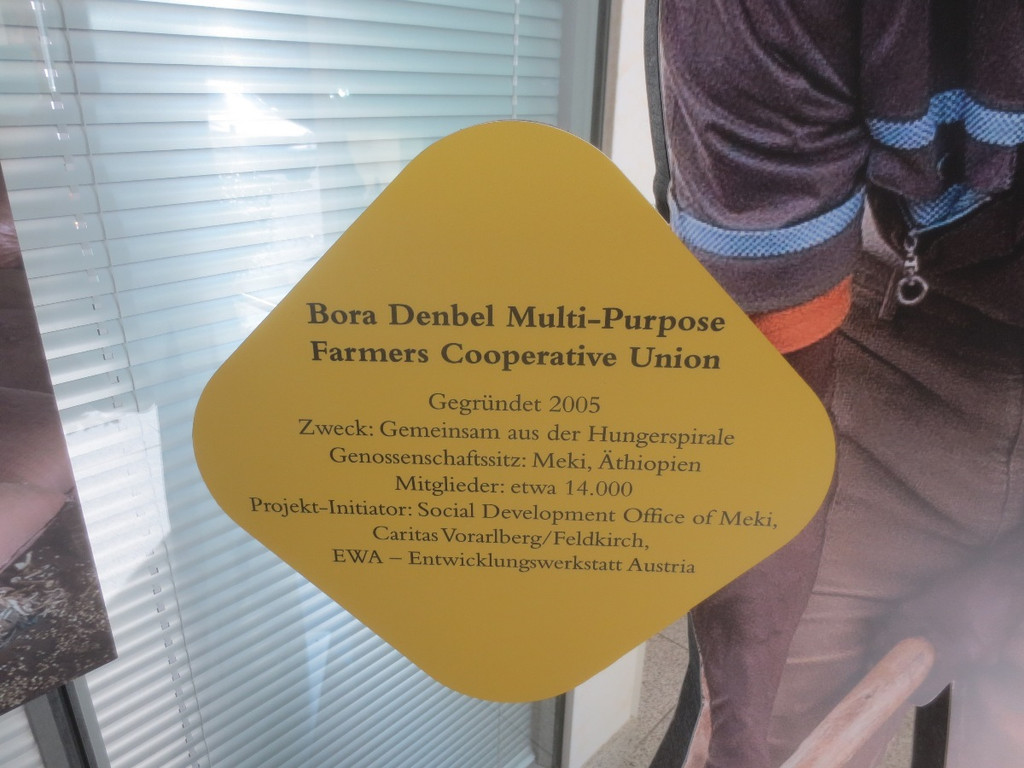 Bora Denbel Multi-Purpose
Farmers Cooperative Union
Gegründet 2005
Zweck: Gemeinsam aus der Hungerspirale
Genossenschaftssitz: Meki, Äthiopien
Mitglieder: etwa 14.000
Projekt-Initiator: Social Development Office of Meki,
Caritas Vorarlberg/Feldkirch,
EWA – Entwicklungswerkstatt Austria